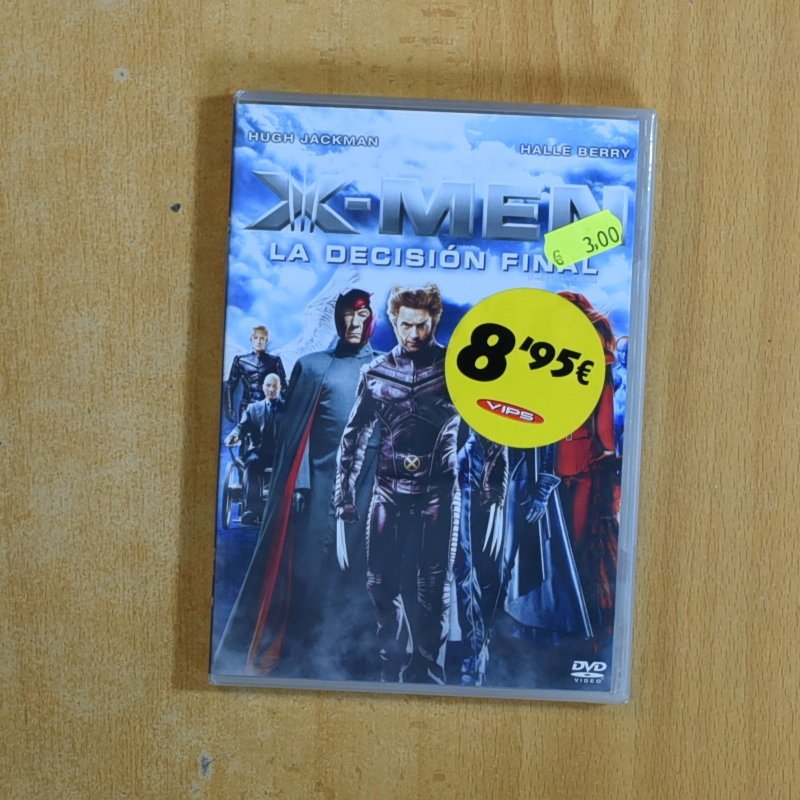 HUGH JACKMAN
HALLE BERRY
X-MEN
€ 3,00
LA DECISIÓN FINAL
8'95€
VIPS
DVD
VIDEO